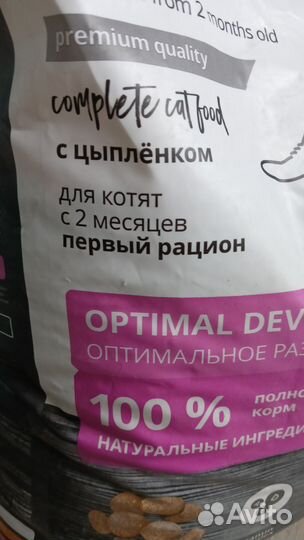 from 2 months old
premium quality
complete cat food
с цыплёнком
для котят
с 2 месяцев
первый рацион
OPTIMAL DEV
ОПТИМАЛЬНОЕ РАЗ
100 % ПОЛНО
КОРМ
НАТУРАЛЬНЫЕ ИНГРЕДИ
Avito